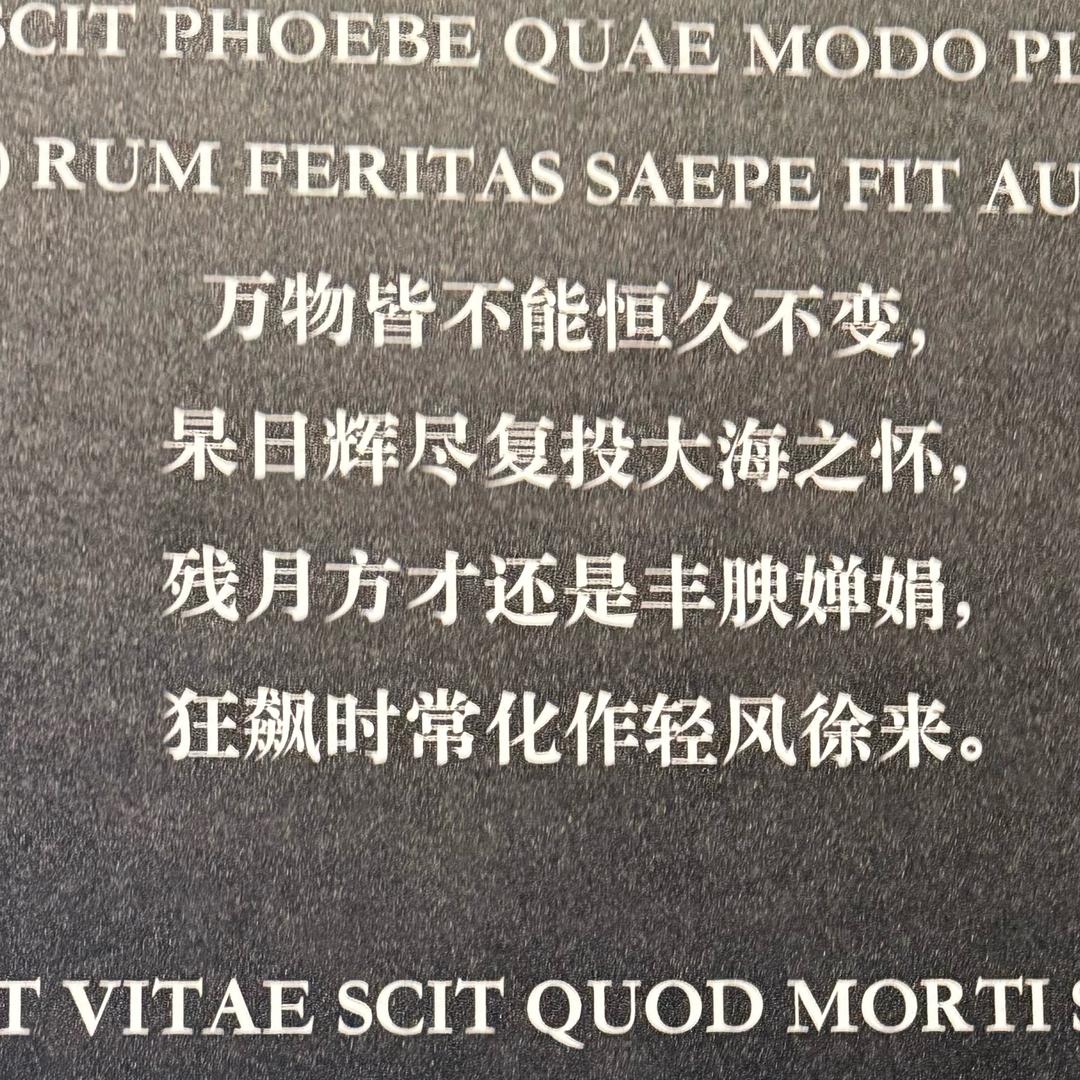 SCIT PHOEBE QUAE MODO PL
) RUM FERITAS SAEPE FIT AU
万物皆不能恒久不变,
杲日辉尽复投大海之怀,
残月方才还是丰腴婵娟,
狂飙时常化作轻风徐来。
T VITAE SCIT QUOD MORTI S